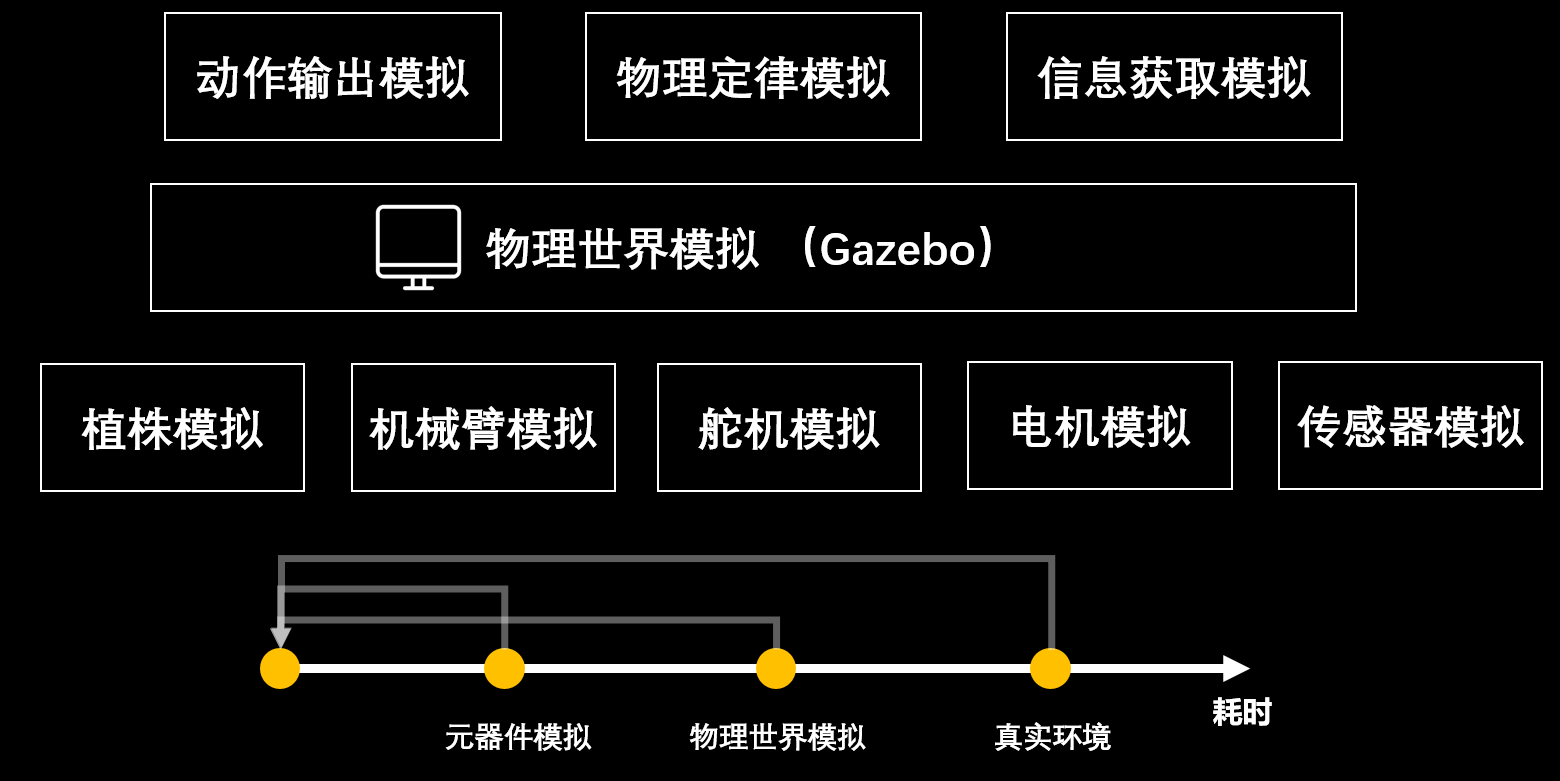 动作输出模拟
物理定律模拟
信息获取模拟
物理世界模拟 （Gazebo）
植株模拟
机械臂模拟
舵机模拟
电机模拟
传感器模拟
耗时
元器件模拟
物理世界模拟
真实环境